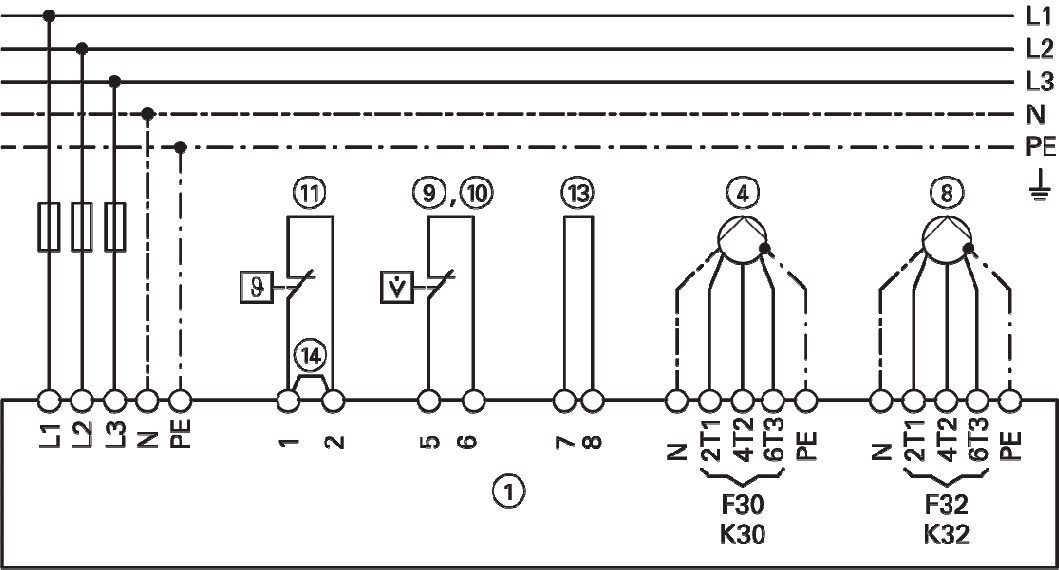 L1
L2
L3
N
PE
11
9 , 10
13
4
8
ϑ
V̇
14
L1 L2 L3 N PE 1 2 5 6 7 8 N 2T1 4T2 6T3 PE N 2T1 4T2 6T3 PE
1
F30 F32
K30 K32